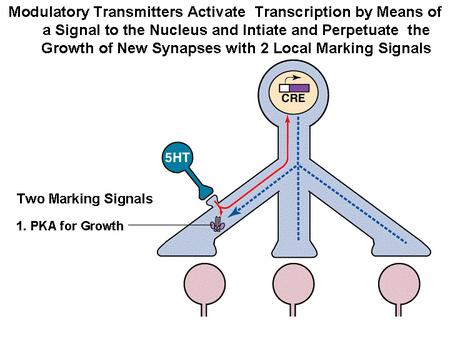 Modulatory Transmitters Activate  Transcription by Means of
a Signal to the Nucleus and Intiate and Perpetuate  the
Growth of New Synapses with 2 Local Marking Signals
CRE
5HT
Two Marking Signals
1. PKA for Growth